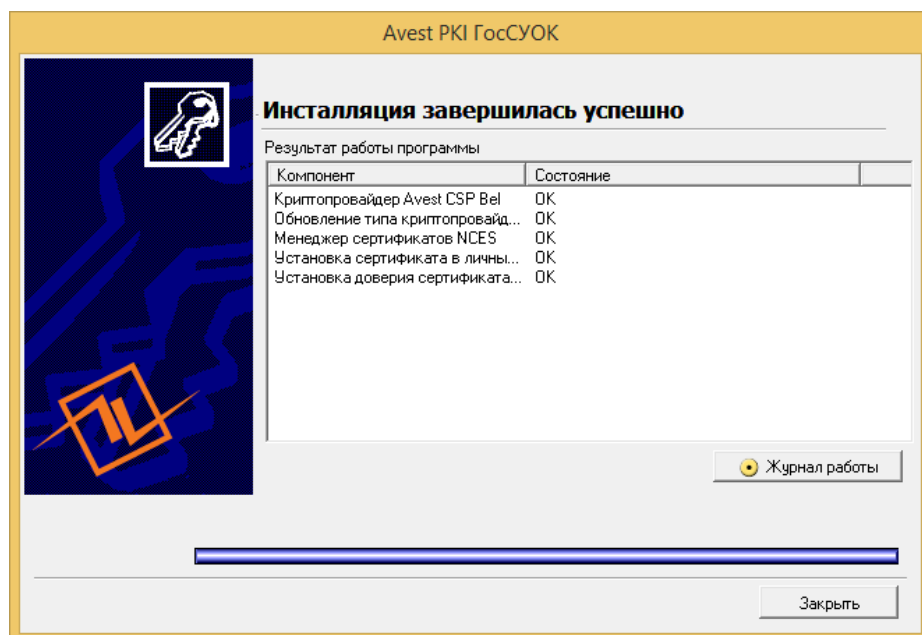 Avest PKI ГосСУОК
Инсталляция завершилась успешно
Результат работы программы
Компонент Состояние
Криптопровайдер Avest CSP Bel OK
Обновление типа криптопровайд... OK
Менеджер сертификатов NCES OK
Установка сертификата в личны... OK
Установка доверия сертификата... OK
Журнал работы
Закрыть